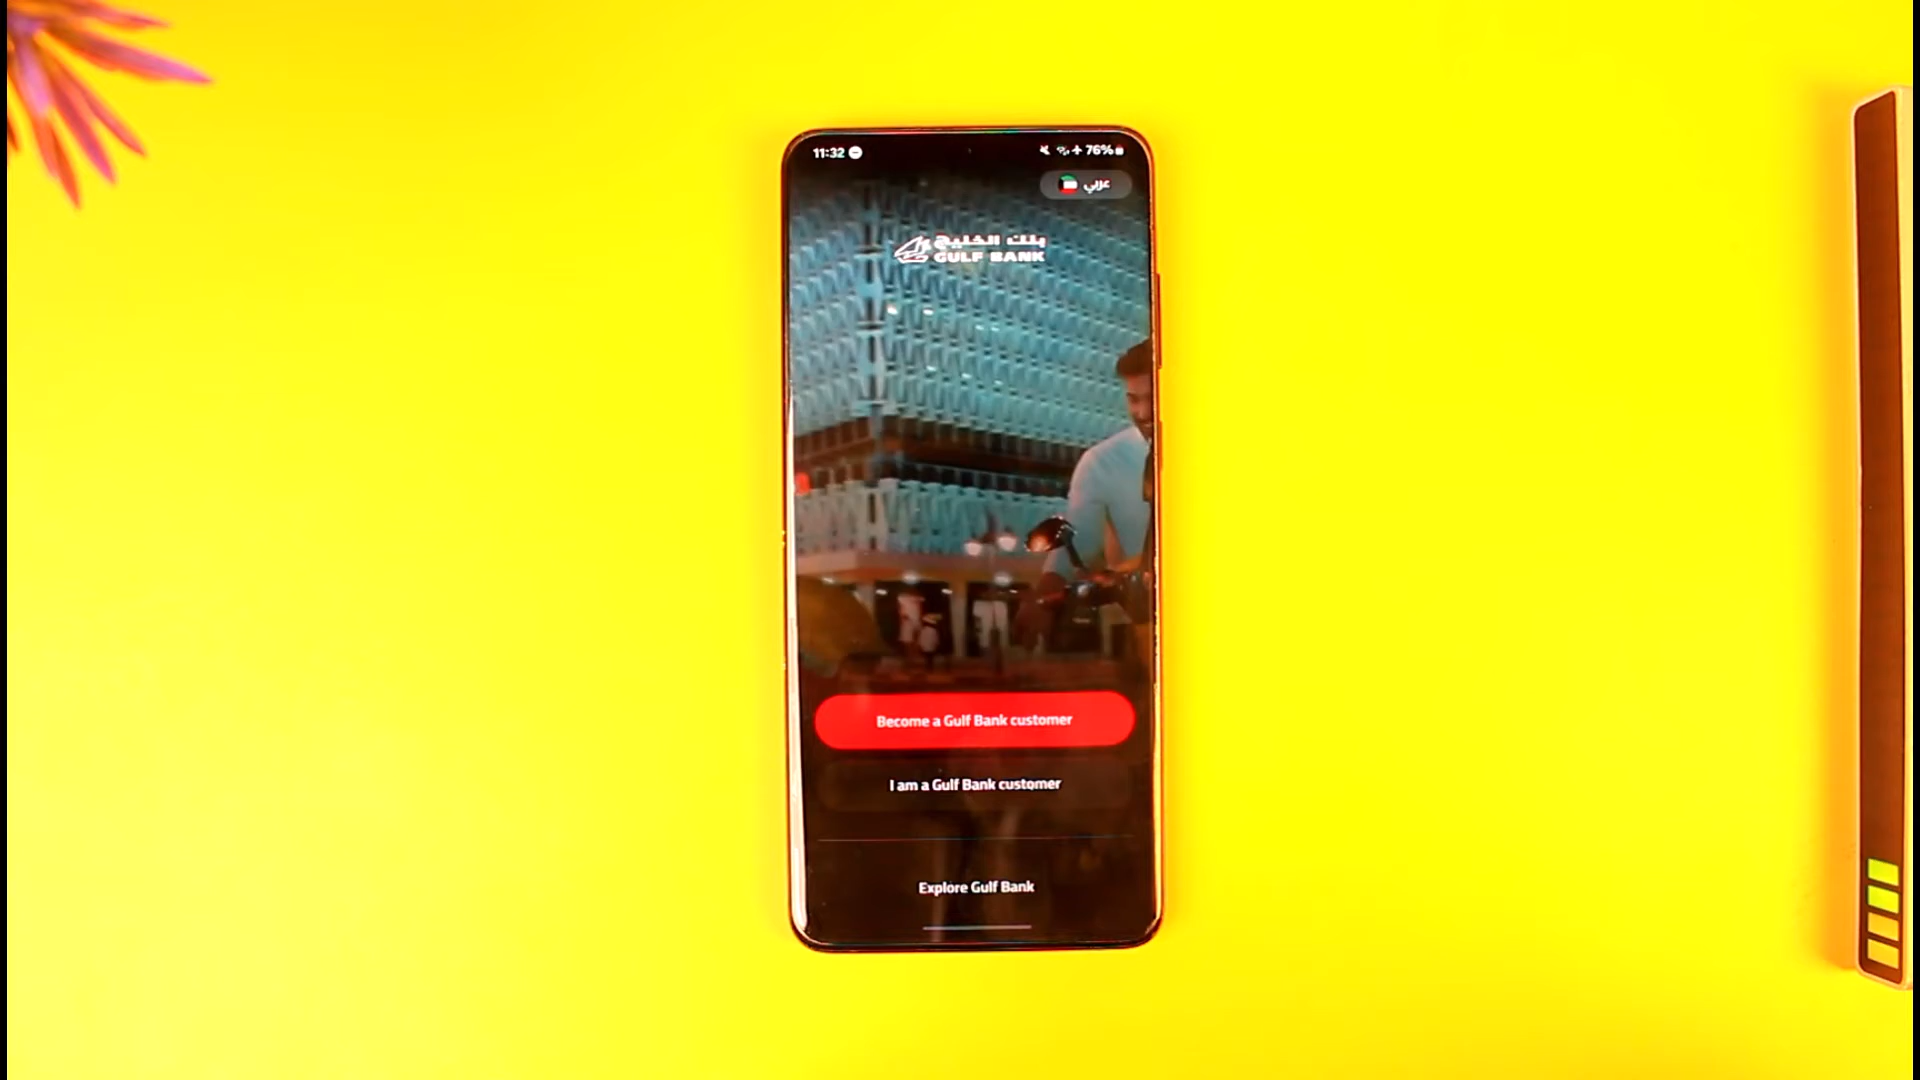 11:32
76%
عربي
بنك الخليج
GULF BANK
Become a Gulf Bank customer
I am a Gulf Bank customer
Explore Gulf Bank